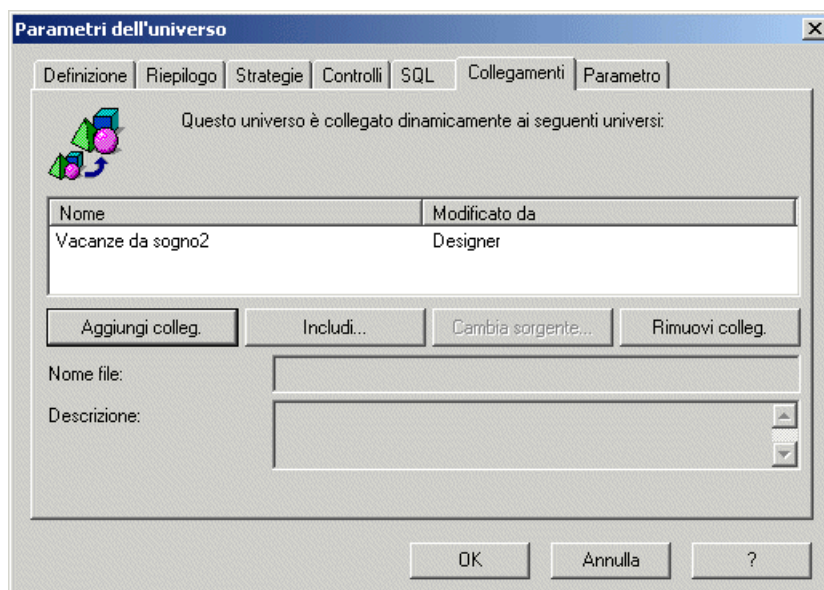 Parametri dell'universo
Definizione Riepilogo Strategie Controlli SQL Collegamenti Parametro
Questo universo è collegato dinamicamente ai seguenti universi:
Nome Modificato da
Vacanze da sogno2 Designer
Aggiungi colleg. Includi... Cambia sorgente... Rimuovi colleg.
Nome file:
Descrizione:
OK Annulla ?